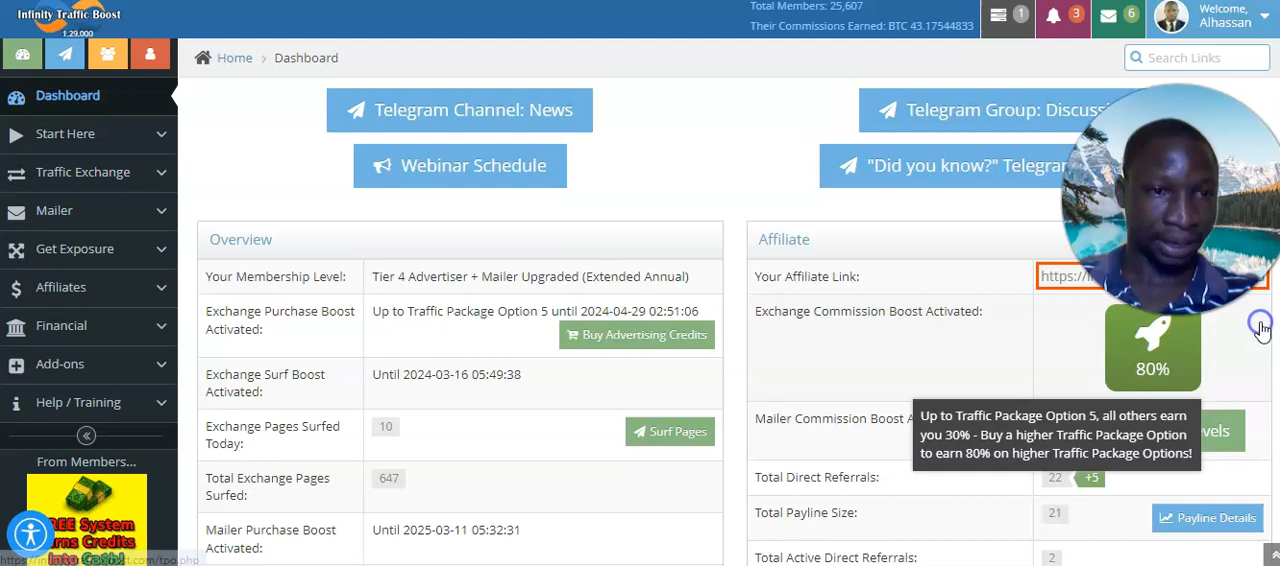 Infinity Traffic Boost
1.29.000
Total Members: 25,607
Their Commissions Earned: BTC 43.17544833
1
3
6
Welcome,
Alhassan
Home > Dashboard
Search Links
Dashboard
Start Here
Traffic Exchange
Mailer
Get Exposure
Affiliates
Financial
Add-ons
Help / Training
From Members...
REE System
rns Credits
Into Cash!
Telegram Channel: News
Telegram Group: Discuss
Webinar Schedule
"Did you know?" Telegram
Overview
Your Membership Level: Tier 4 Advertiser + Mailer Upgraded (Extended Annual)
Exchange Purchase Boost Activated: Up to Traffic Package Option 5 until 2024-04-29 02:51:06
Buy Advertising Credits
Exchange Surf Boost Activated: Until 2024-03-16 05:49:38
Exchange Pages Surfed Today: 10
Surf Pages
Total Exchange Pages Surfed: 647
Mailer Purchase Boost Activated: Until 2025-03-11 05:32:31
Affiliate
Your Affiliate Link: https://
Exchange Commission Boost Activated:
80%
Up to Traffic Package Option 5, all others earn
you 30% - Buy a higher Traffic Package Option
to earn 80% on higher Traffic Package Options!
Mailer Commission Boost A
vels
Total Direct Referrals: 22 +5
Total Payline Size: 21
Payline Details
Total Active Direct Referrals: 2